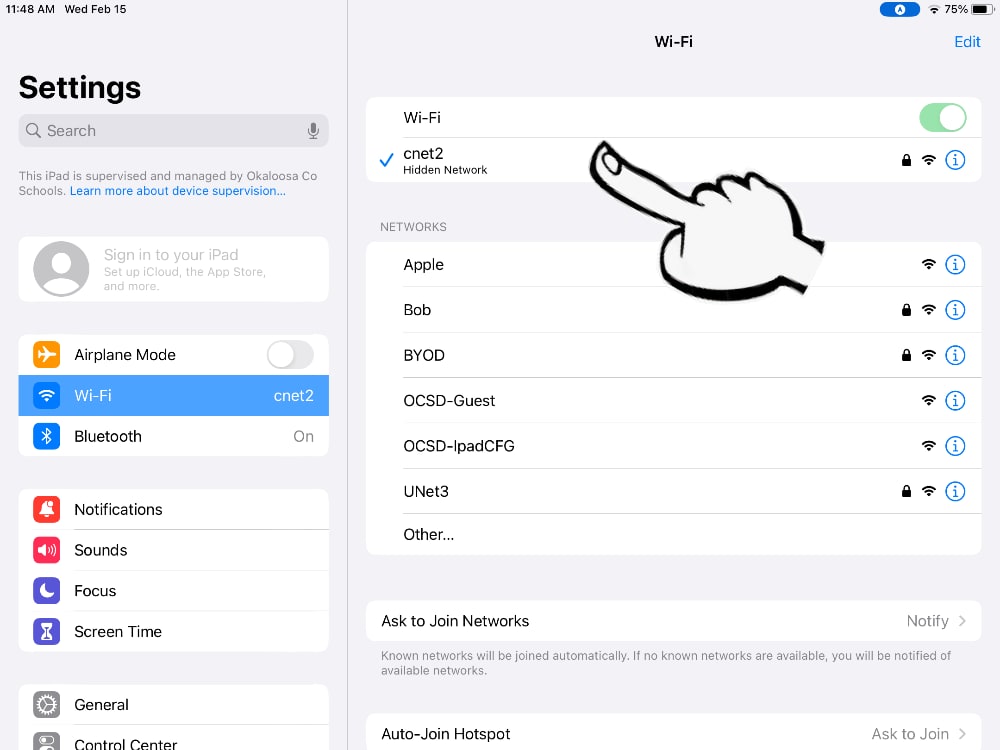 11:48 AM Wed Feb 15
75%
Settings
Search
This iPad is supervised and managed by Okaloosa Co
Schools. Learn more about device supervision...
Sign in to your iPad
Set up iCloud, the App Store,
and more.
Airplane Mode
Wi-Fi cnet2
Bluetooth On
Notifications
Sounds
Focus
Screen Time
General
Control Center
Wi-Fi
Edit
Wi-Fi
cnet2
Hidden Network
NETWORKS
Apple
Bob
BYOD
OCSD-Guest
OCSD-IpadCFG
UNet3
Other...
Ask to Join Networks Notify
Known networks will be joined automatically. If no known networks are available, you will be notified of
available networks.
Auto-Join Hotspot Ask to Join